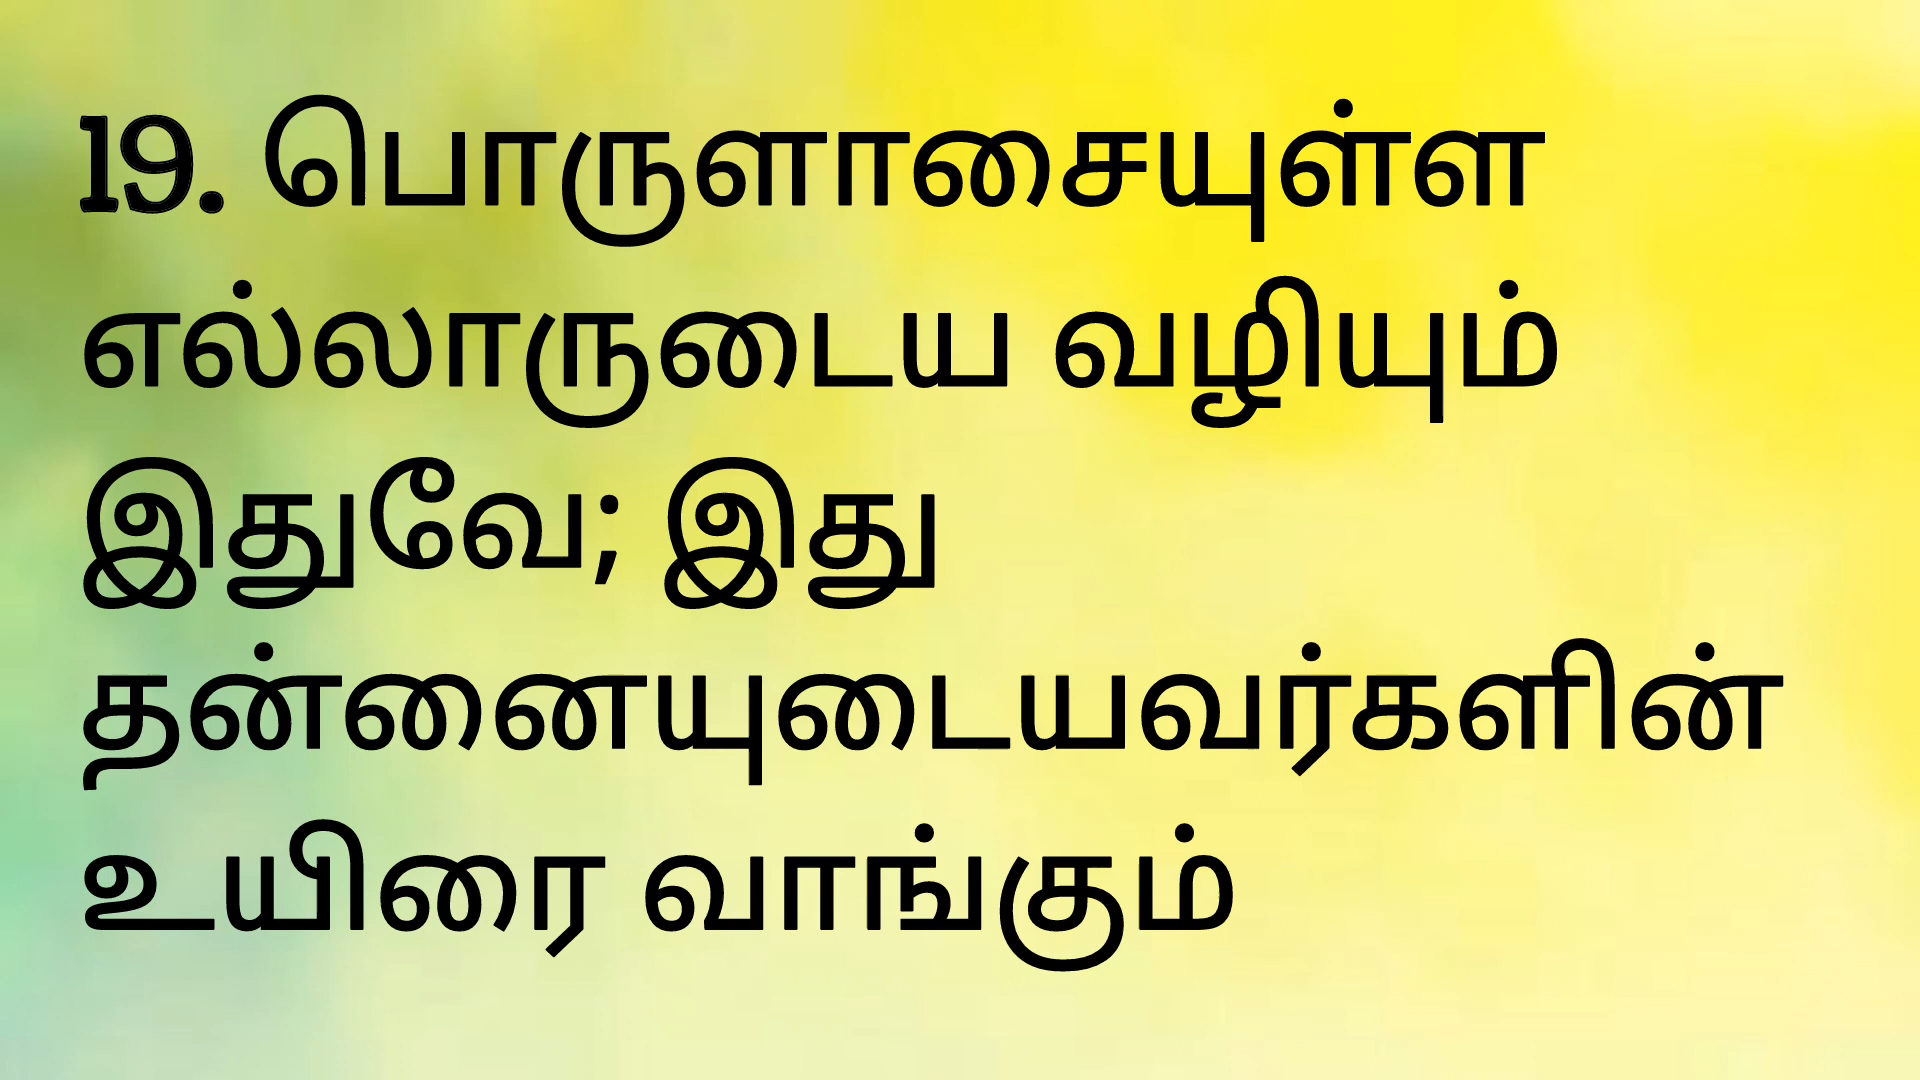 19. பொருளாசையுள்ள
எல்லாருடைய வழியும்
இதுவே; இது
தன்னையுடையவர்களின்
உயிரை வாங்கும்